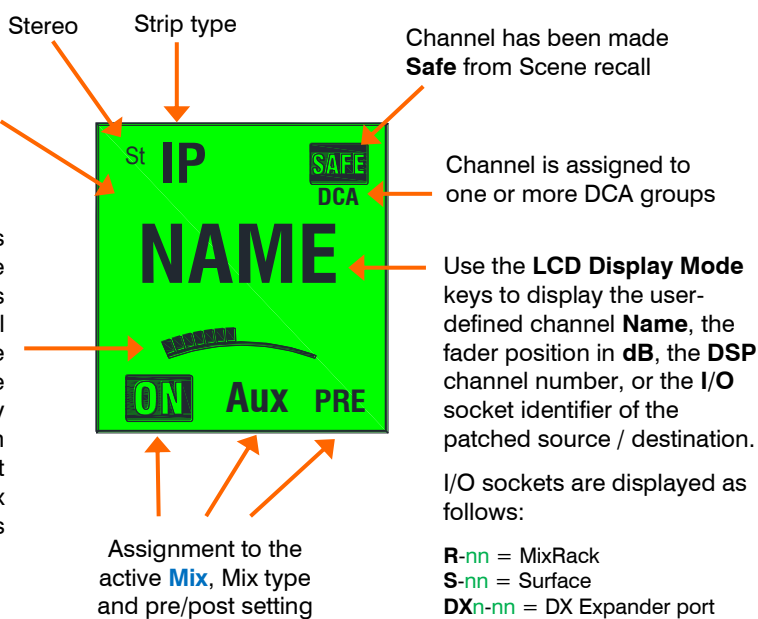 Stereo
Strip type
Channel has been made
Safe from Scene recall
St IP
SAFE
DCA
Channel is assigned to
one or more DCA groups
NAME
Use the LCD Display Mode
keys to display the user-
defined channel Name, the
fader position in dB, the DSP
channel number, or the I/O
socket identifier of the
patched source / destination.
ON Aux PRE
I/O sockets are displayed as
follows:
R-nn = MixRack
S-nn = Surface
DXn-nn = DX Expander port
Assignment to the
active Mix, Mix type
and pre/post setting